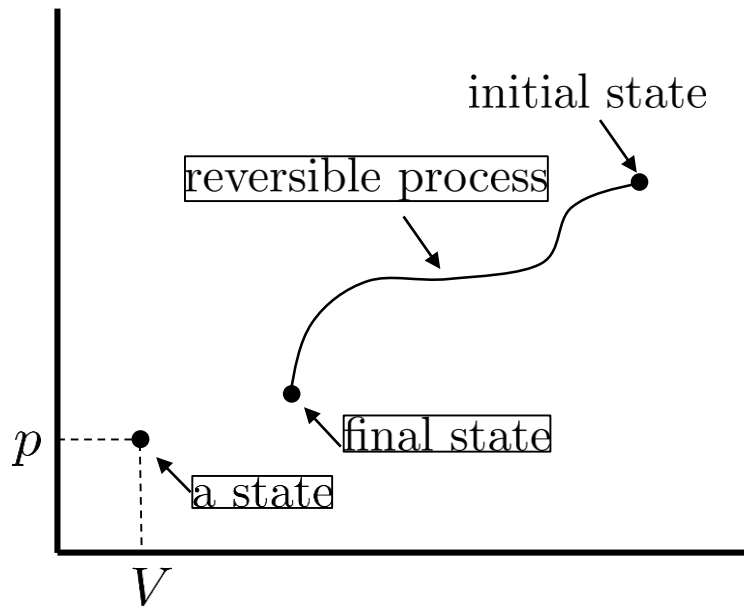 initial state
reversible process
final state
p
a state
V